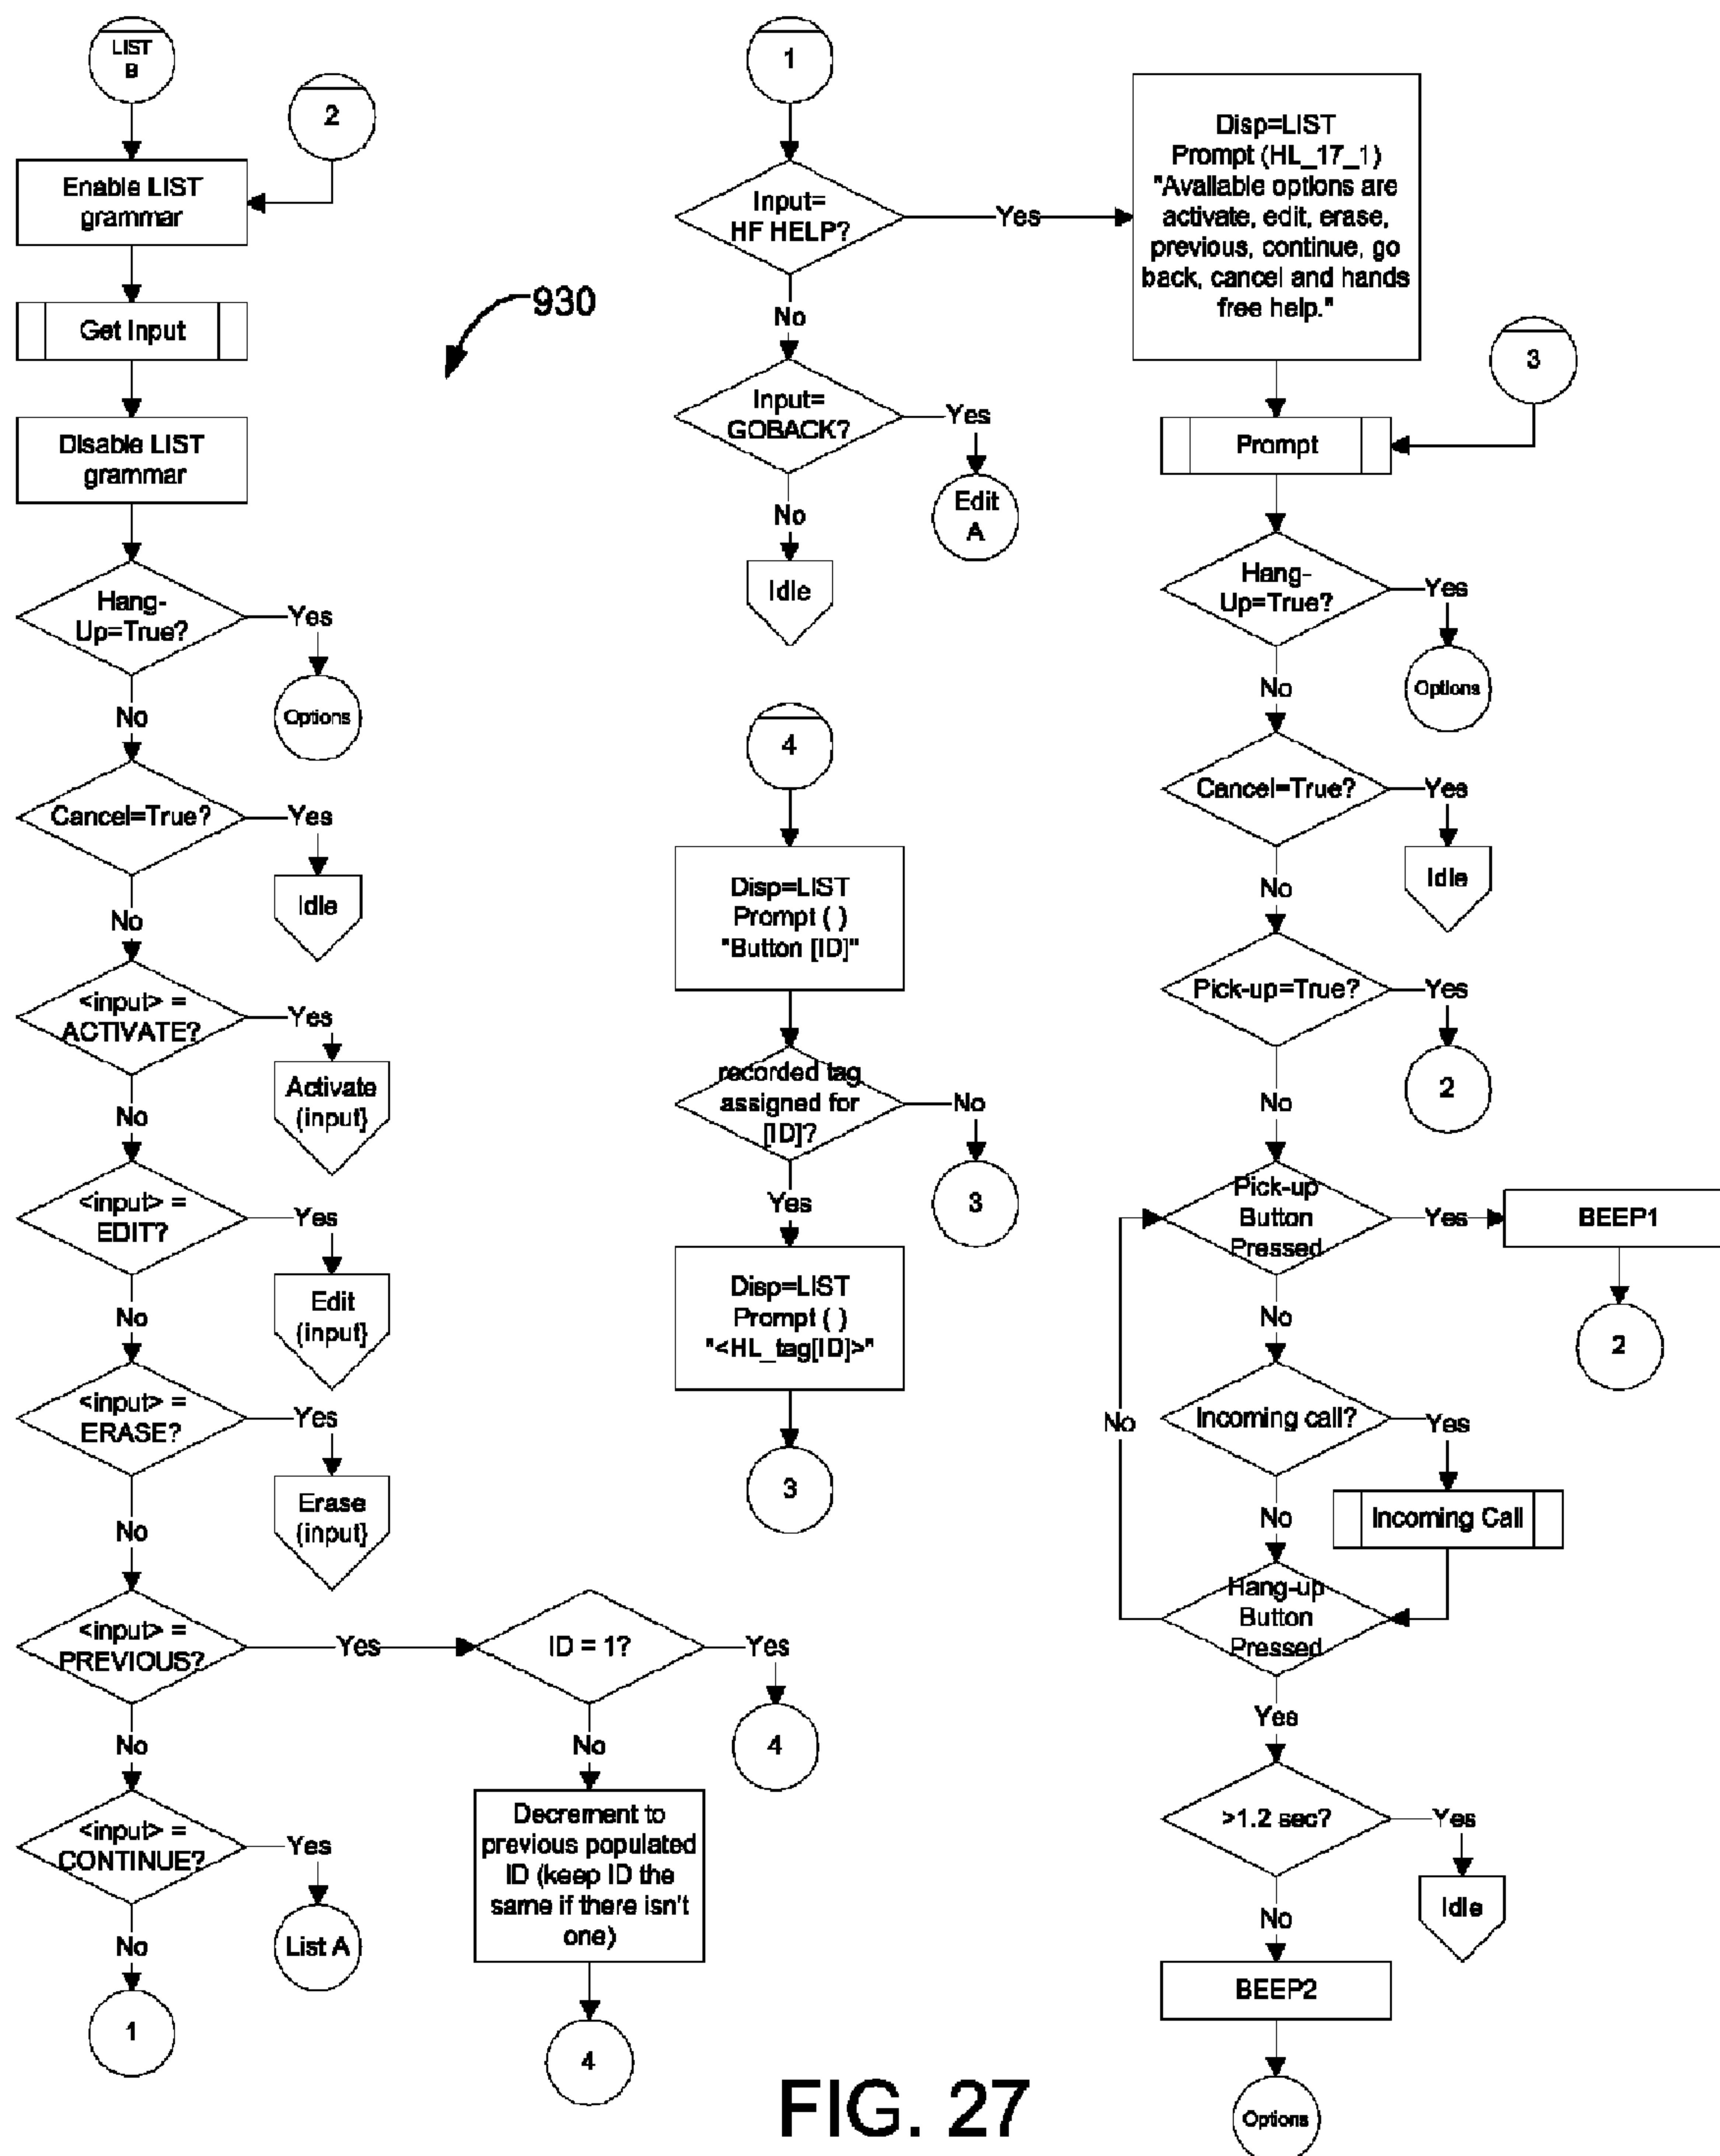 LIST
B
2
Enable LIST
grammar
Get Input
Disable LIST
grammar
Hang-
Up=True?
Yes
Options
No
Cancel=True?
Yes
Idle
No
<input> =
ACTIVATE?
Yes
Activate
(input}
No
<input> =
EDIT?
Yes
Edit
(input}
No
<input> =
ERASE?
Yes
Erase
(input}
No
<input> =
PREVIOUS?
Yes
ID = 1?
Yes
4
No
Decrement to
previous populated
ID (keep ID the
same if there isn't
one)
4
No
<input> =
CONTINUE?
Yes
List A
No
1
930
1
Input=
HF HELP?
Yes
No
Input=
GOBACK?
Yes
Edit
A
No
Idle
4
Disp=LIST
Prompt ( )
"Button [ID]"
recorded tag
assigned for
[ID]?
No
3
Yes
Disp=LIST
Prompt ( )
"<HL_tag[ID]>"
3
Disp=LIST
Prompt (HL_17_1)
"Available options are
activate, edit, erase,
previous, continue, go
back, cancel and hands
free help."
3
Prompt
Hang-
Up=True?
Yes
Options
No
Cancel=True?
Yes
Idle
No
Pick-up=True?
Yes
2
No
Pick-up
Button
Pressed
Yes
BEEP1
2
No
Incoming call?
Yes
Incoming Call
No
Hang-up
Button
Pressed
No
Yes
>1.2 sec?
Yes
Idle
No
BEEP2
Options
FIG. 27